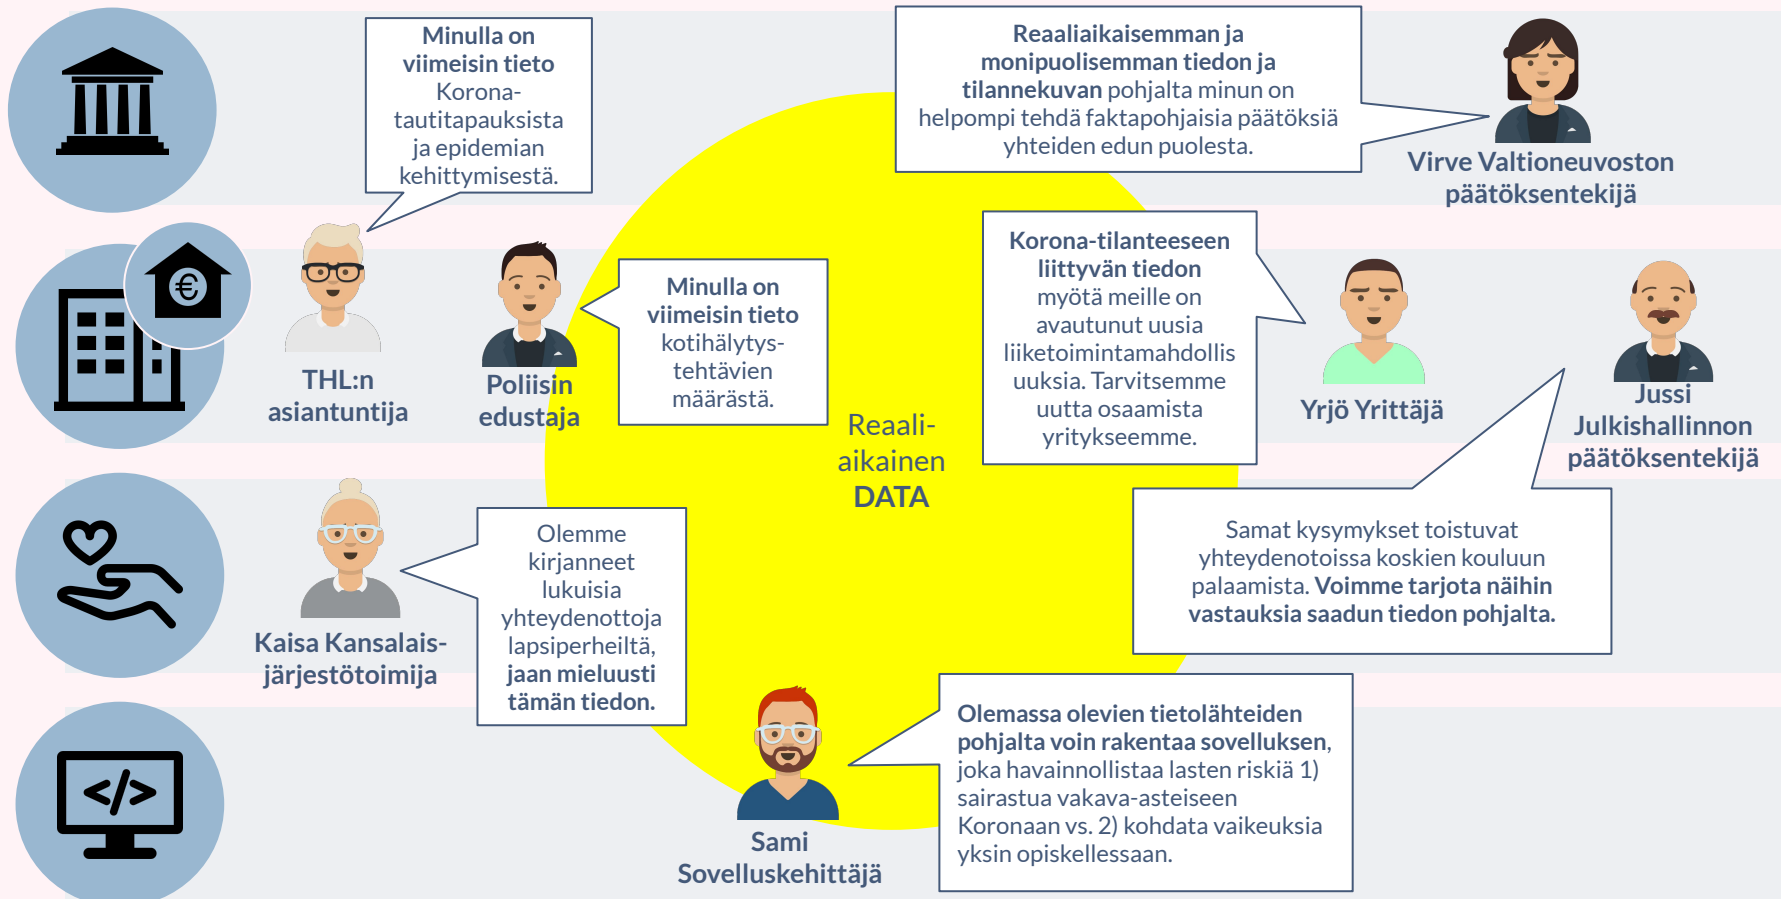 Minulla on
viimeisin tieto
Korona-
tautitapauksista
ja epidemian
kehittymisestä.
Reaaliaikaisemman ja
monipuolisemman tiedon ja
tilannekuvan pohjalta minun on
helpompi tehdä faktapohjaisia päätöksiä
yhteiden edun puolesta.
Virve Valtioneuvoston
päätöksentekijä
€
THL:n
asiantuntija
Poliisin
edustaja
Minulla on
viimeisin tieto
kotihälytys-
tehtävien
määrästä.
Korona-tilanteeseen
liittyvän tiedon
myötä meille on
avautunut uusia
liiketoimintamahdollis
uuksia. Tarvitsemme
uutta osaamista
yritykseemme.
Yrjö Yrittäjä
Jussi
Julkishallinnon
päätöksentekijä
Reaali-
aikainen
DATA
Kaisa Kansalais-
järjestötoimija
Olemme
kirjanneet
lukuisia
yhteydenottoja
lapsiperheiltä,
jaan mieluusti
tämän tiedon.
Samat kysymykset toistuvat
yhteydenotoissa koskien kouluun
palaamista. Voimme tarjota näihin
vastauksia saadun tiedon pohjalta.
</>
Sami
Sovelluskehittäjä
Olemassa olevien tietolähteiden
pohjalta voin rakentaa sovelluksen,
joka havainnollistaa lasten riskiä 1)
sairastua vakava-asteiseen
Koronaan vs. 2) kohdata vaikeuksia
yksin opiskellessaan.